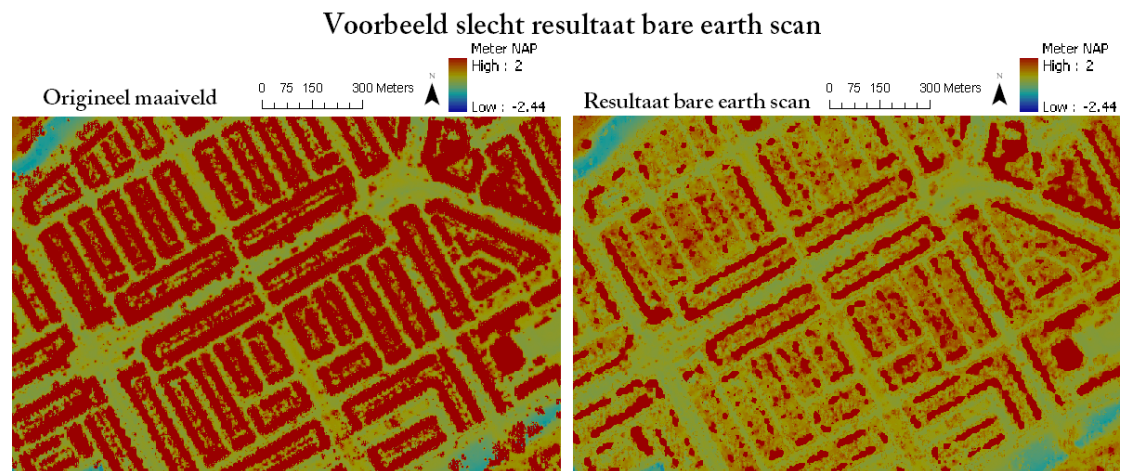 Voorbeeld slecht resultaat bare earth scan
Origineel maaiveld
0 75 150 300 Meters
N
Meter NAP
High : 2
Low : -2.44
Resultaat bare earth scan
0 75 150 300 Meters
N
Meter NAP
High : 2
Low : -2.44